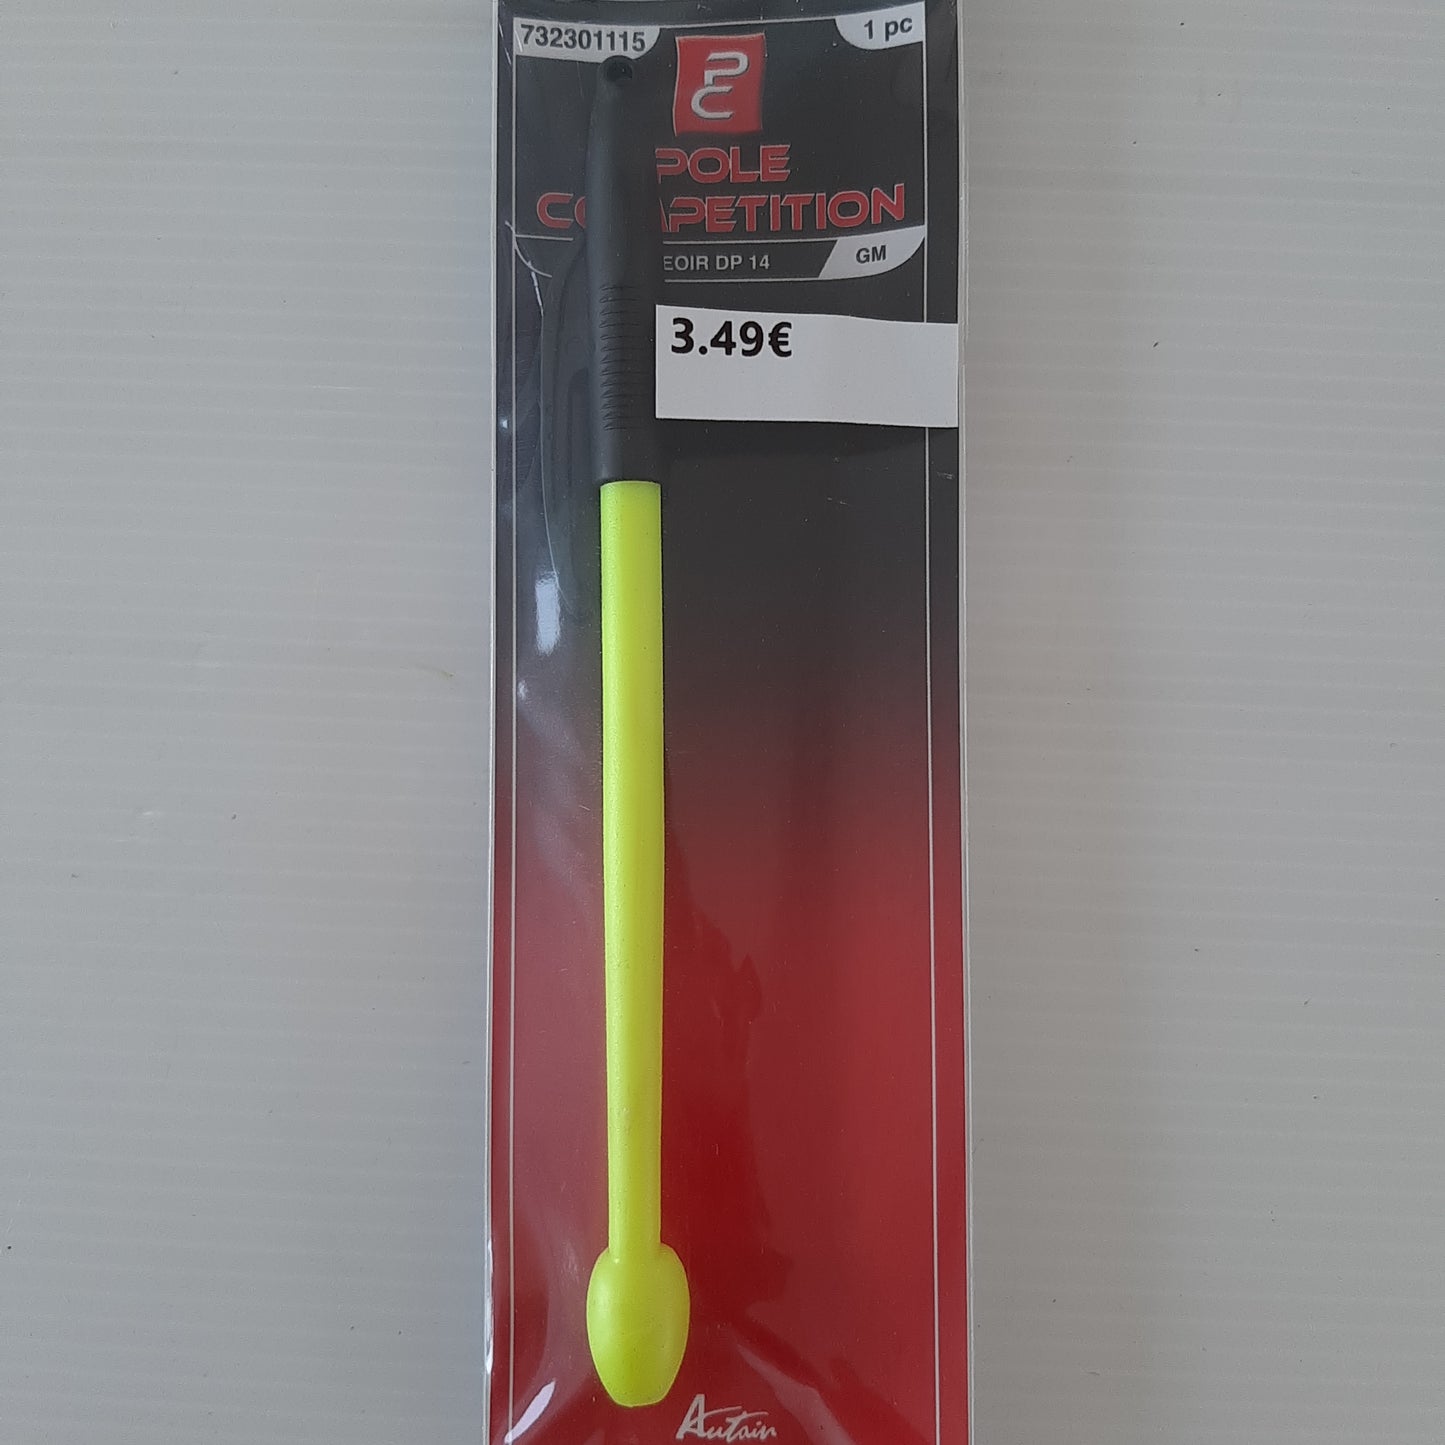 732301115
1 pc
PC
POLE
COMPETITION
EOIR DP 14
GM
3.49€
Autain